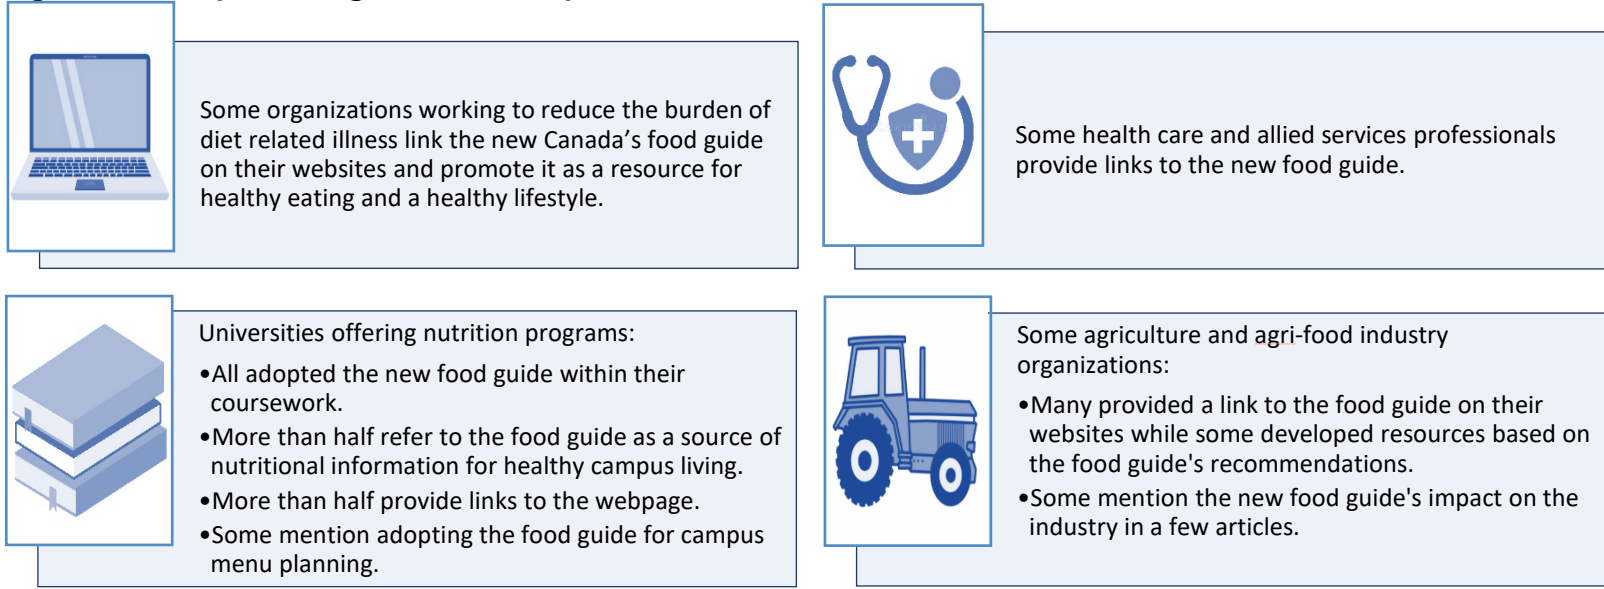 Some organizations working to reduce the burden of
diet related illness link the new Canada’s food guide
on their websites and promote it as a resource for
healthy eating and a healthy lifestyle.
Some health care and allied services professionals
provide links to the new food guide.
Universities offering nutrition programs:
•All adopted the new food guide within their
coursework.
•More than half refer to the food guide as a source of
nutritional information for healthy campus living.
•More than half provide links to the webpage.
•Some mention adopting the food guide for campus
menu planning.
Some agriculture and agri-food industry
organizations:
•Many provided a link to the food guide on their
websites while some developed resources based on
the food guide's recommendations.
•Some mention the new food guide's impact on the
industry in a few articles.